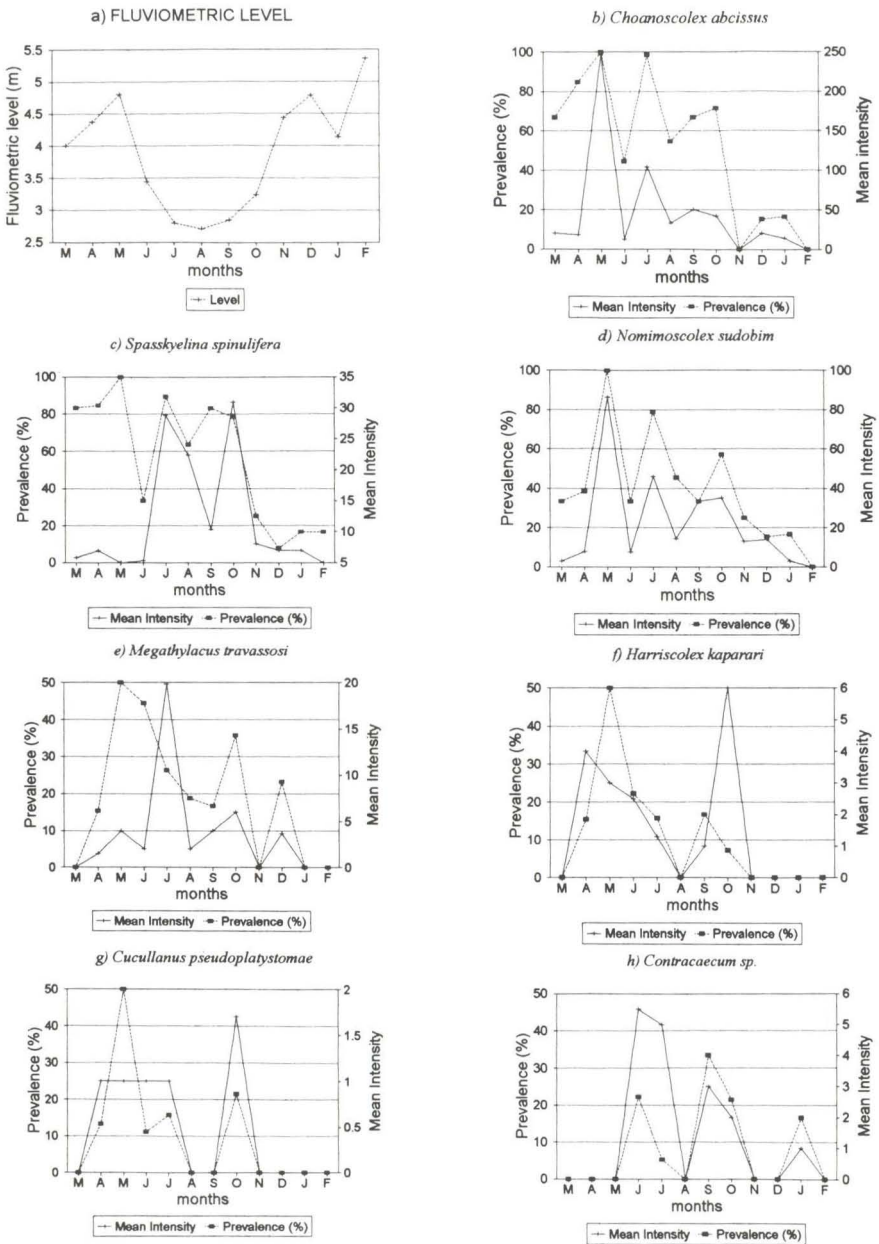 a) FLUVIOMETRIC LEVEL
Fluviometric level (m)
5.5
5
4.5
4
3.5
3
2.5
M A M J J A S O N D J F
months
Level
b) Choanoscolex abcissus
Prevalence (%)
100
80
60
40
20
0
250
200
150
100
50
0
Mean intensity
M A M J J A S O N D J F
months
Mean Intensity Prevalence (%)
c) Spasskyelina spinulifera
Prevalence (%)
100
80
60
40
20
0
35
30
25
20
15
10
5
Mean Intensity
M A M J J A S O N D J F
months
Mean Intensity Prevalence (%)
d) Nomimoscolex sudobim
Prevalence (%)
100
80
60
40
20
0
100
80
60
40
20
0
Mean Intensity
M A M J J A S O N D J F
months
Mean Intensity Prevalence (%)
e) Megathylacus travassosi
Prevalence (%)
50
40
30
20
10
0
20
15
10
5
0
Mean Intensity
M A M J J A S O N D J F
months
Mean Intensity Prevalence (%)
f) Harriscolex kaparari
Prevalence (%)
50
40
30
20
10
0
6
5
4
3
2
1
0
Mean Intensity
M A M J J A S O N D J F
months
Mean Intensity Prevalence (%)
g) Cucullanus pseudoplatystomae
Prevalence (%)
50
40
30
20
10
0
2
1.5
1
0.5
0
Mean Intensity
M A M J J A S O N D J F
months
Mean Intensity Prevalence (%)
h) Contracaecum sp.
Prevalence (%)
50
40
30
20
10
0
6
5
4
3
2
1
0
Mean Intensity
M A M J J A S O N D J F
months
Mean Intensity Prevalence (%)